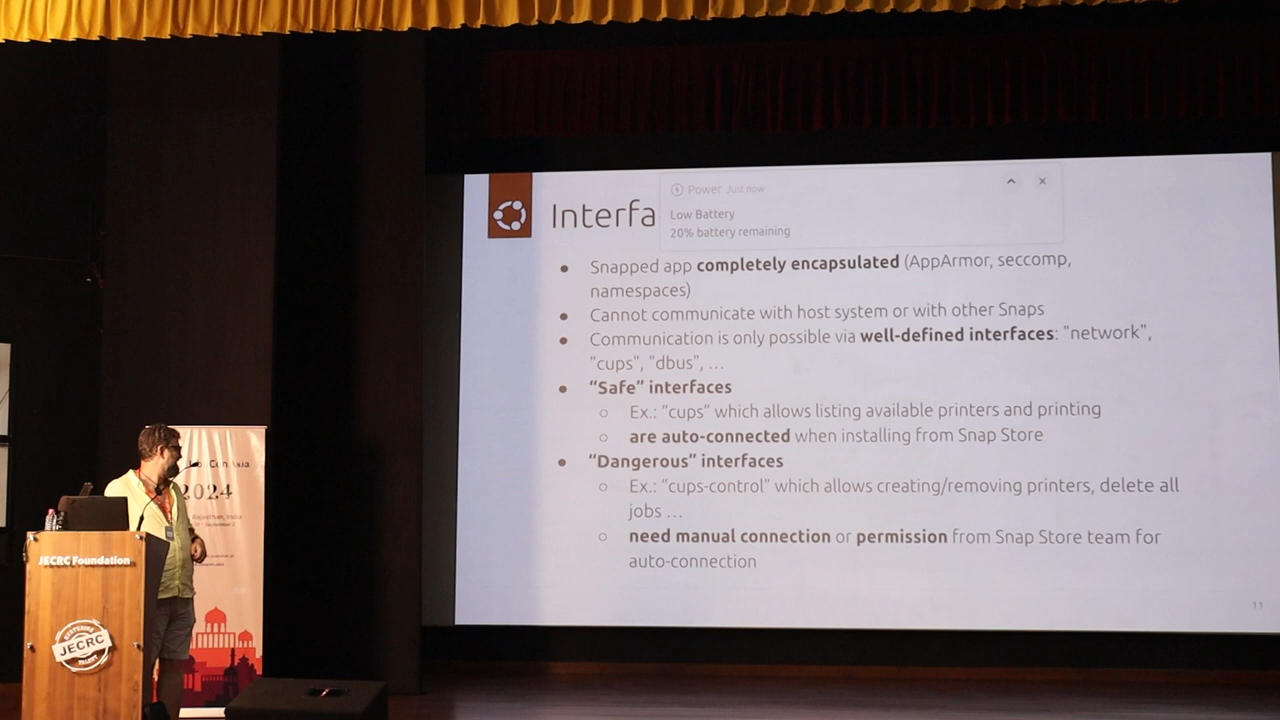 Interfa
Power Just now
Low Battery
20% battery remaining
● Snapped app completely encapsulated (AppArmor, seccomp,
namespaces)
● Cannot communicate with host system or with other Snaps
● Communication is only possible via well-defined interfaces: "network",
"cups", "dbus", …
● “Safe” interfaces
○ Ex.: “cups” which allows listing available printers and printing
○ are auto-connected when installing from Snap Store
● “Dangerous” interfaces
○ Ex.: “cups-control” which allows creating/removing printers, delete all
jobs …
○ need manual connection or permission from Snap Store team for
auto-connection
11
Asia
2024
Rajasthan, India
JECRC Foundation
JECRC